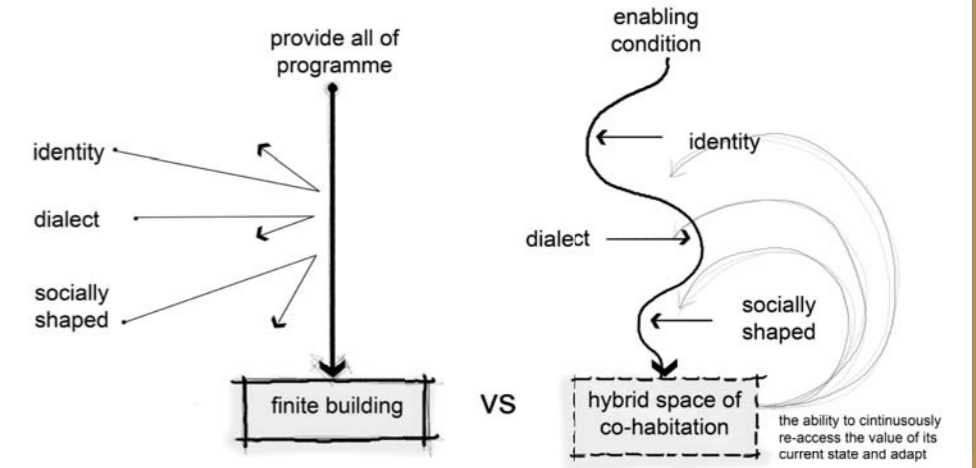 provide all of
programme
identity
dialect
socially
shaped
finite building
vs
enabling
condition
identity
dialect
socially
shaped
hybrid space of
co-habitation
the ability to cintinusously
re-access the value of its
current state and adapt